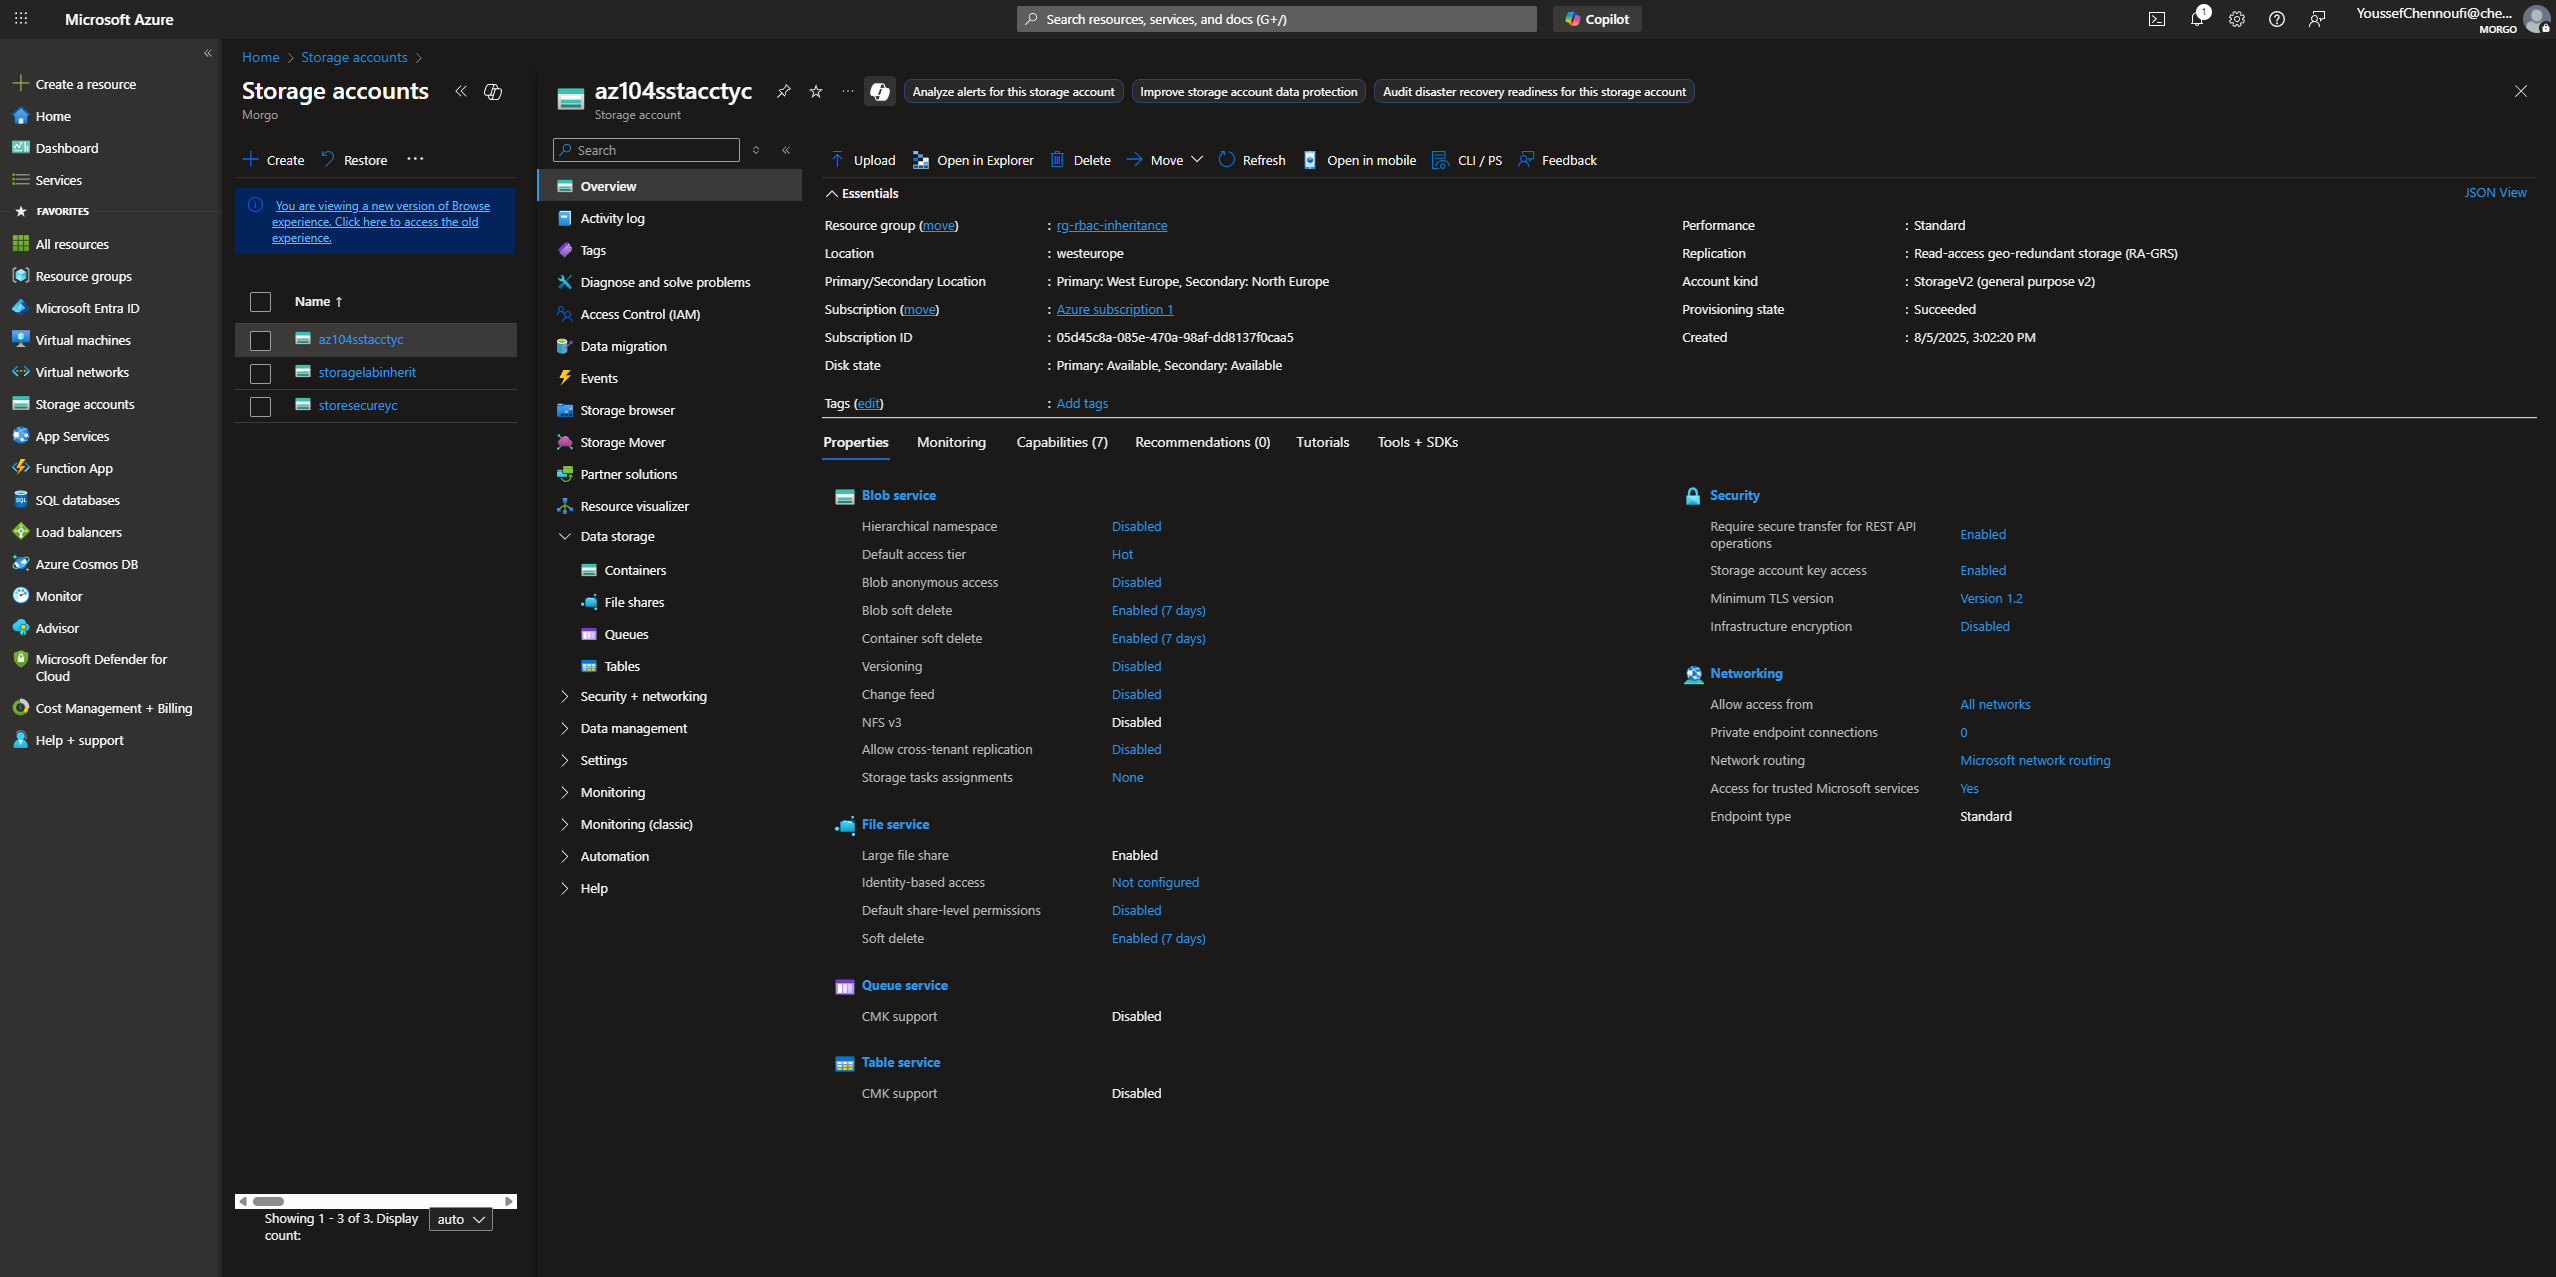 Microsoft Azure
Search resources, services, and docs (G+/)
Copilot
1
YoussefChennoufi@che...
MORGO
Create a resource
Home
Dashboard
Services
FAVORITES
All resources
Resource groups
Microsoft Entra ID
Virtual machines
Virtual networks
Storage accounts
App Services
Function App
SQL databases
Load balancers
Azure Cosmos DB
Monitor
Advisor
Microsoft Defender for
Cloud
Cost Management + Billing
Help + support
Home > Storage accounts >
Storage accounts
Morgo
Create
Restore
You are viewing a new version of Browse
experience. Click here to access the old
experience.
Name ↑
az104sstacctyc
storagelabinherit
storesecureyc
Showing 1 - 3 of 3. Display
count:
auto
az104sstacctyc
Storage account
Analyze alerts for this storage account
Improve storage account data protection
Audit disaster recovery readiness for this storage account
Search
Overview
Activity log
Tags
Diagnose and solve problems
Access Control (IAM)
Data migration
Events
Storage browser
Storage Mover
Partner solutions
Resource visualizer
Data storage
Containers
File shares
Queues
Tables
Security + networking
Data management
Settings
Monitoring
Monitoring (classic)
Automation
Help
Upload
Open in Explorer
Delete
Move
Refresh
Open in mobile
CLI / PS
Feedback
Essentials
JSON View
Resource group (move) : rg-rbac-inheritance
Location : westeurope
Primary/Secondary Location : Primary: West Europe, Secondary: North Europe
Subscription (move) : Azure subscription 1
Subscription ID : 05d45c8a-085e-470a-98af-dd8137f0caa5
Disk state : Primary: Available, Secondary: Available
Performance : Standard
Replication : Read-access geo-redundant storage (RA-GRS)
Account kind : StorageV2 (general purpose v2)
Provisioning state : Succeeded
Created : 8/5/2025, 3:02:20 PM
Tags (edit) : Add tags
Properties
Monitoring
Capabilities (7)
Recommendations (0)
Tutorials
Tools + SDKs
Blob service
Hierarchical namespace Disabled
Default access tier Hot
Blob anonymous access Disabled
Blob soft delete Enabled (7 days)
Container soft delete Enabled (7 days)
Versioning Disabled
Change feed Disabled
NFS v3 Disabled
Allow cross-tenant replication Disabled
Storage tasks assignments None
File service
Large file share Enabled
Identity-based access Not configured
Default share-level permissions Disabled
Soft delete Enabled (7 days)
Queue service
CMK support Disabled
Table service
CMK support Disabled
Security
Require secure transfer for REST API
operations Enabled
Storage account key access Enabled
Minimum TLS version Version 1.2
Infrastructure encryption Disabled
Networking
Allow access from All networks
Private endpoint connections 0
Network routing Microsoft network routing
Access for trusted Microsoft services Yes
Endpoint type Standard